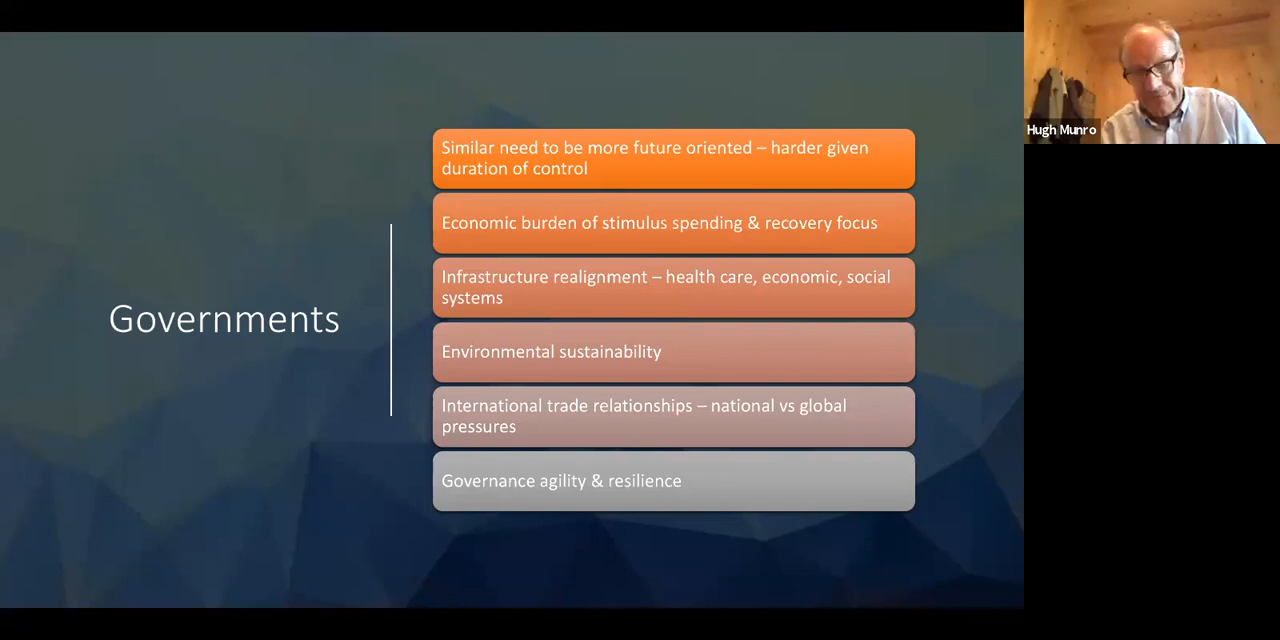 Governments
Similar need to be more future oriented – harder given
duration of control
Economic burden of stimulus spending & recovery focus
Infrastructure realignment – health care, economic, social
systems
Environmental sustainability
International trade relationships – national vs global
pressures
Governance agility & resilience
Hugh Munro